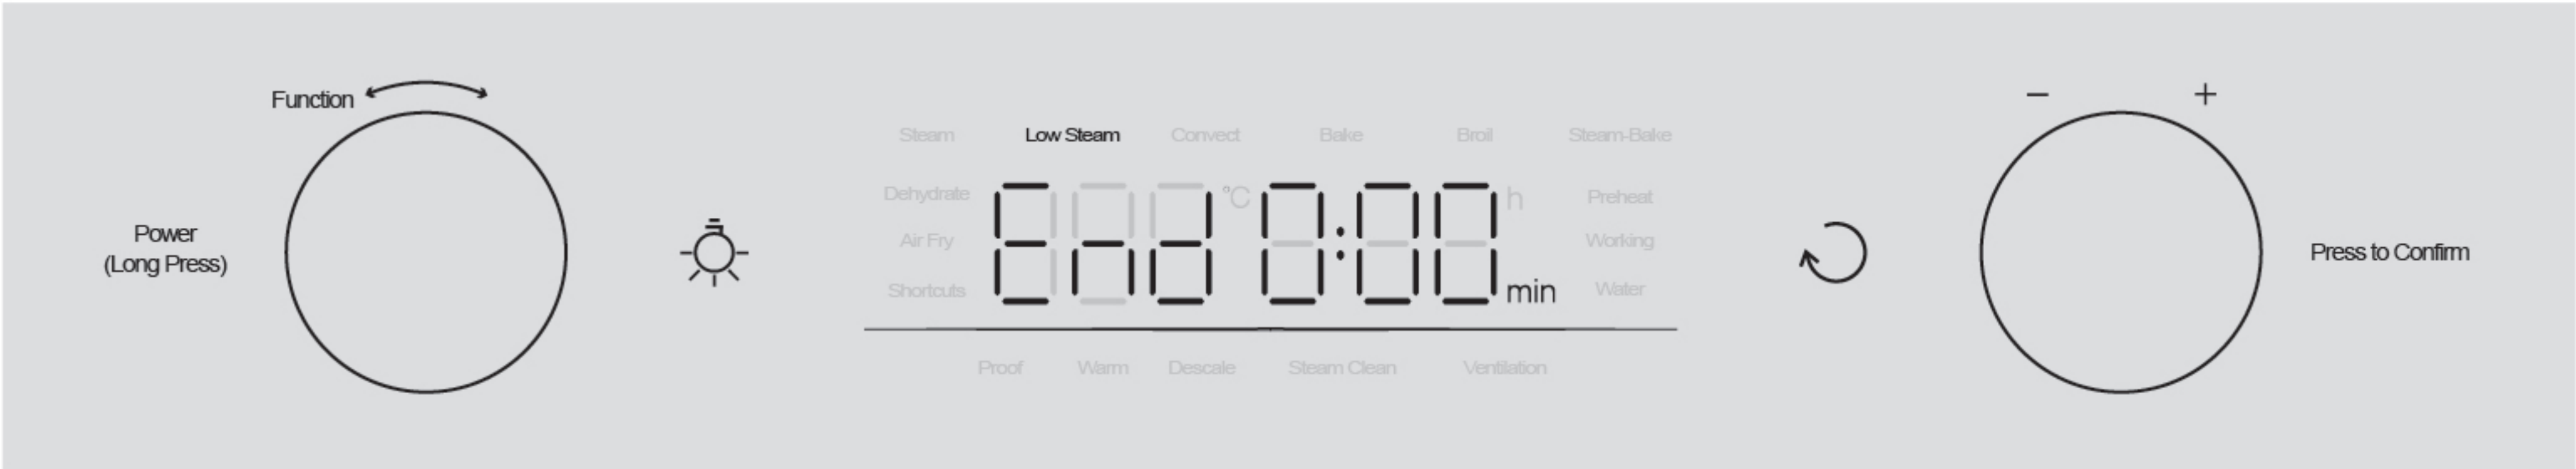 Function
Power
(Long Press)
Steam Low Steam Convect Bake Broil Steam-Bake
Dehydrate
Air Fry
Shortcuts
End °C 0:00 h
min
Preheat
Working
Water
Proof Warm Descale Steam Clean Ventilation
− +
Press to Confirm